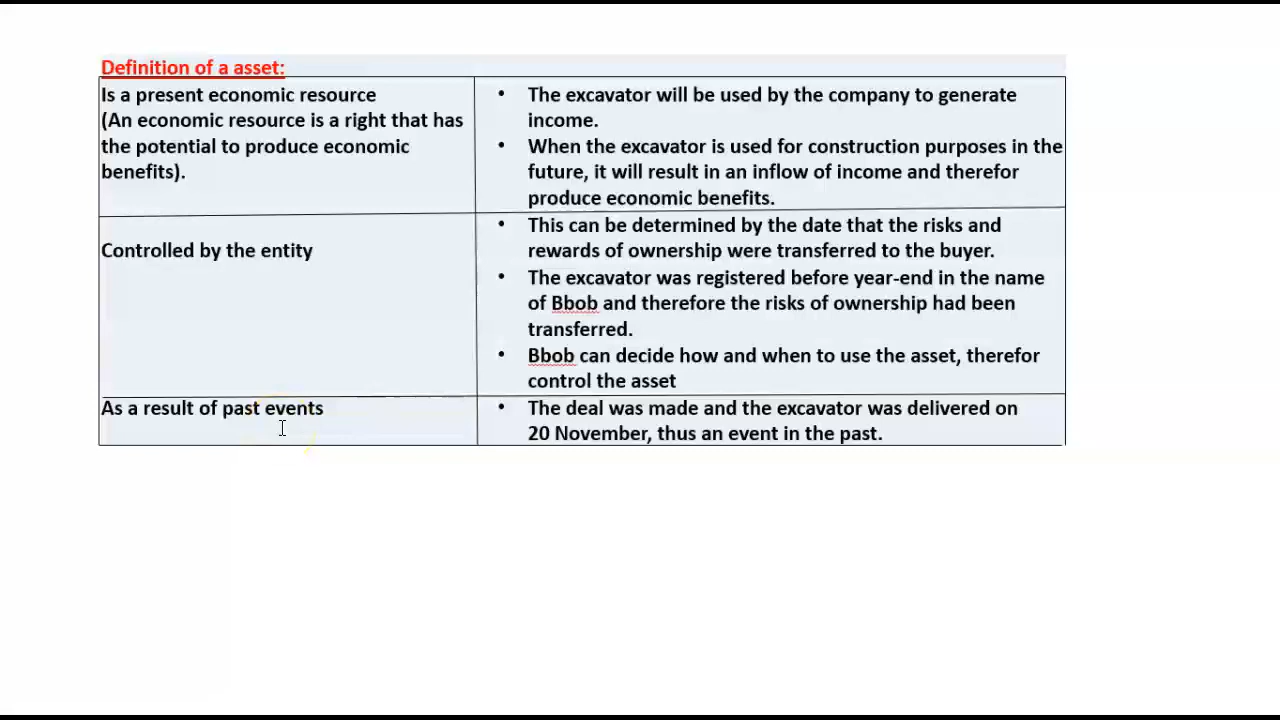 Definition of a asset:
Is a present economic resource
(An economic resource is a right that has
the potential to produce economic
benefits).
• The excavator will be used by the company to generate
income.
• When the excavator is used for construction purposes in the
future, it will result in an inflow of income and therefor
produce economic benefits.
Controlled by the entity
• This can be determined by the date that the risks and
rewards of ownership were transferred to the buyer.
• The excavator was registered before year-end in the name
of Bbob and therefore the risks of ownership had been
transferred.
• Bbob can decide how and when to use the asset, therefor
control the asset
As a result of past events
• The deal was made and the excavator was delivered on
20 November, thus an event in the past.